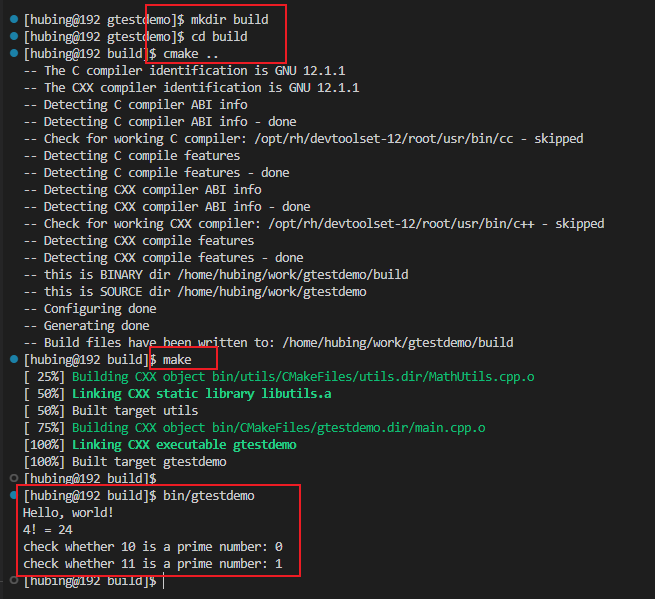 [hubing@192 gtestdemo]$ mkdir build
[hubing@192 gtestdemo]$ cd build
[hubing@192 build]$ cmake ..
-- The C compiler identification is GNU 12.1.1
-- The CXX compiler identification is GNU 12.1.1
-- Detecting C compiler ABI info
-- Detecting C compiler ABI info - done
-- Check for working C compiler: /opt/rh/devtoolset-12/root/usr/bin/cc - skipped
-- Detecting C compile features
-- Detecting C compile features - done
-- Detecting CXX compiler ABI info
-- Detecting CXX compiler ABI info - done
-- Check for working CXX compiler: /opt/rh/devtoolset-12/root/usr/bin/c++ - skipped
-- Detecting CXX compile features
-- Detecting CXX compile features - done
-- this is BINARY dir /home/hubing/work/gtestdemo/build
-- this is SOURCE dir /home/hubing/work/gtestdemo
-- Configuring done
-- Generating done
-- Build files have been written to: /home/hubing/work/gtestdemo/build
[hubing@192 build]$ make
[ 25%] Building CXX object bin/utils/CMakeFiles/utils.dir/MathUtils.cpp.o
[ 50%] Linking CXX static library libutils.a
[ 50%] Built target utils
[ 75%] Building CXX object bin/CMakeFiles/gtestdemo.dir/main.cpp.o
[100%] Linking CXX executable gtestdemo
[100%] Built target gtestdemo
[hubing@192 build]$
[hubing@192 build]$ bin/gtestdemo
Hello, world!
4! = 24
check whether 10 is a prime number: 0
check whether 11 is a prime number: 1
[hubing@192 build]$